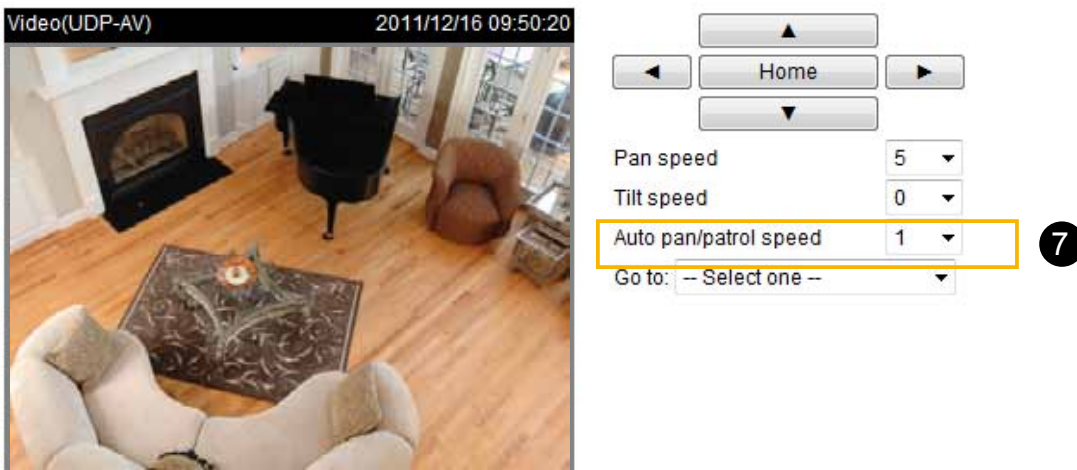 Video(UDP-AV) 2011/12/16 09:50:20
▲
◄ Home ►
▼
Pan speed 5
Tilt speed 0
Auto pan/patrol speed 1
7
Go to: -- Select one --